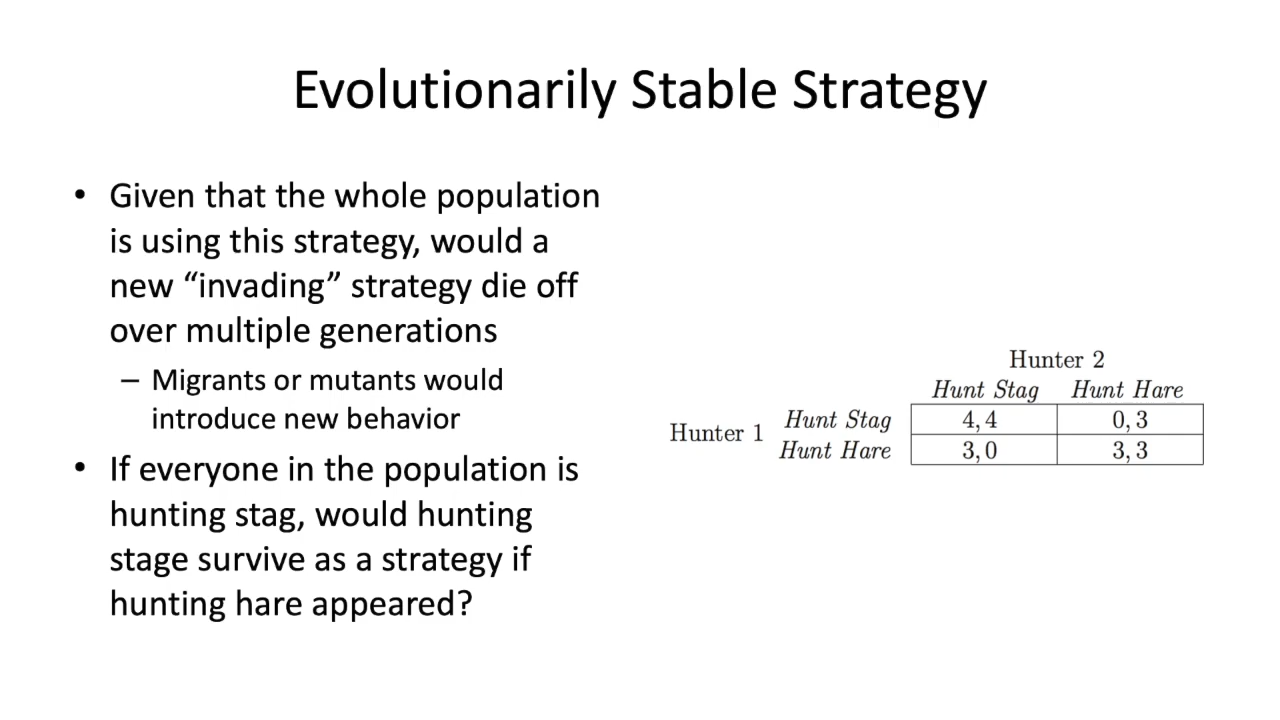 Evolutionarily Stable Strategy
• Given that the whole population
is using this strategy, would a
new “invading” strategy die off
over multiple generations
– Migrants or mutants would
introduce new behavior
• If everyone in the population is
hunting stag, would hunting
stage survive as a strategy if
hunting hare appeared?
Hunter 2
Hunt Stag Hunt Hare
Hunter 1
Hunt Stag 4, 4 0, 3
Hunt Hare 3, 0 3, 3